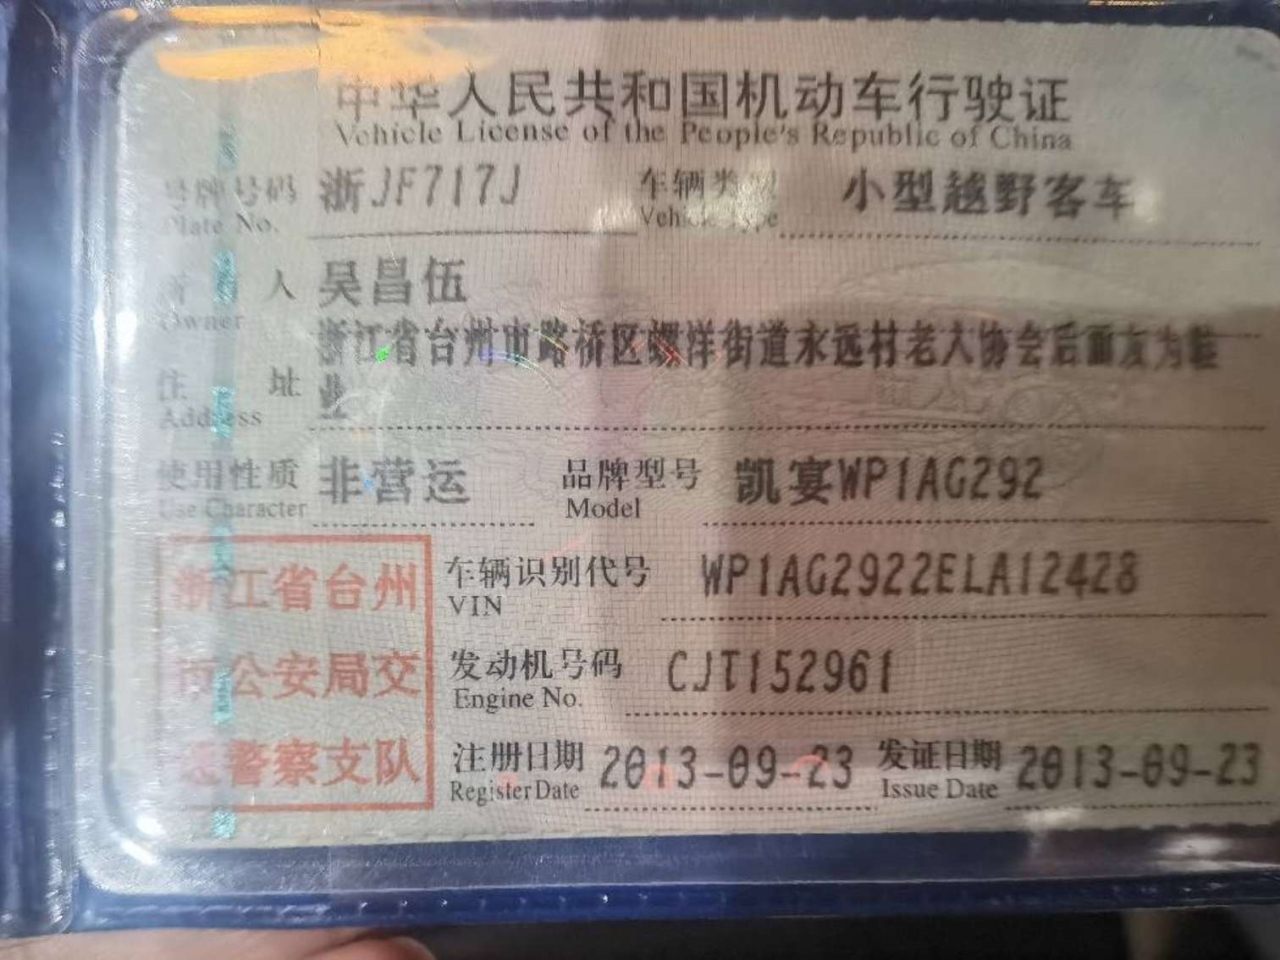 中华人民共和国机动车行驶证
Vehicle License of the People's Republic of China
号牌号码 浙JF717J 车辆类型 小型越野客车
Plate No. Vehicle Type
所 人 吴昌伍
Owner
浙江省台州市路桥区螺洋街道永远村老人协会后面友为鞋
住 址 业
Address
使用性质 非营运 品牌型号 凯宴WP1AG292
Use Character Model
浙江省台州 车辆识别代号 WP1AG2922ELA12428
VIN
市公安局交 发动机号码 CJT152961
Engine No.
通警察支队 注册日期 2013-09-23 发证日期 2013-09-23
Register Date Issue Date